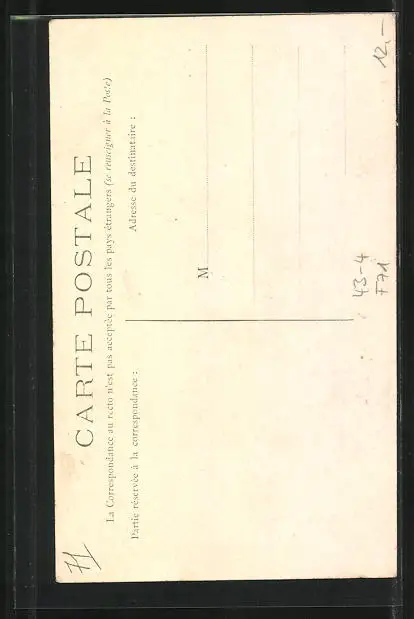 CARTE POSTALE
La Correspondance au recto n'est pas acceptée par tous les pays étrangers (se renseigner à la Poste)
Partie réservée à la correspondance :
Adresse du destinataire :
M
43-4
F71
12,-
71